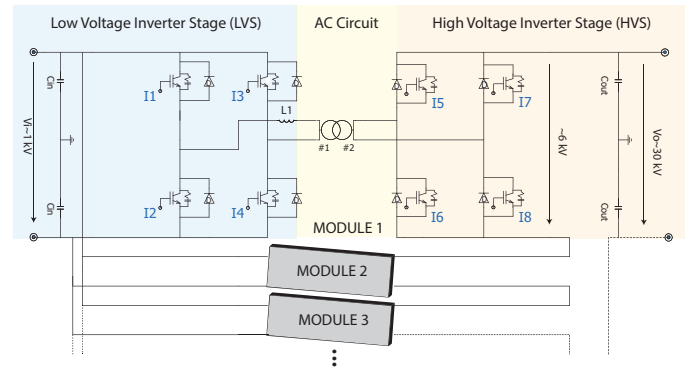 Low Voltage Inverter Stage (LVS)
AC Circuit
High Voltage Inverter Stage (HVS)
Cin
I1
I3
I5
I7
Cout
L1
Vi~1 kV
#1
#2
~6 kV
Vo~30 kV
Cin
I2
I4
I6
I8
Cout
MODULE 1
MODULE 2
MODULE 3